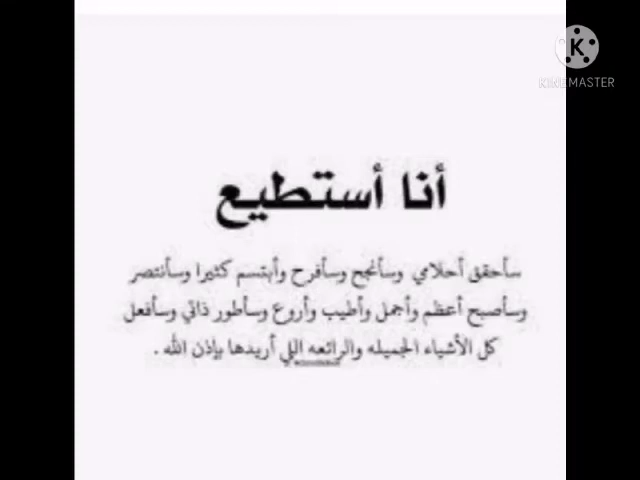 KINEMASTER
أنا أستطيع
سأحقق أحلامي وسأنجح وسأفرح وأبتسم كثيرا وسأنتصر
وسأصبح أعظم وأجمل وأطيب وأروع وسأطور ذاتي وسأفعل
كل الأشياء الجميله والرائعه اللي أريدها بإذن الله .